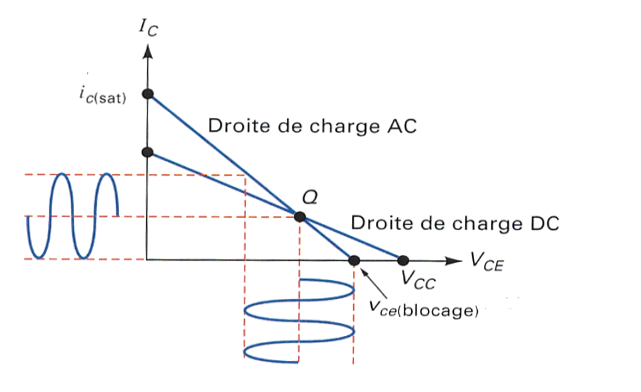 I_C
i_c(sat)
Droite de charge AC
Q
Droite de charge DC
V_CE
V_CC
v_ce(blocage)